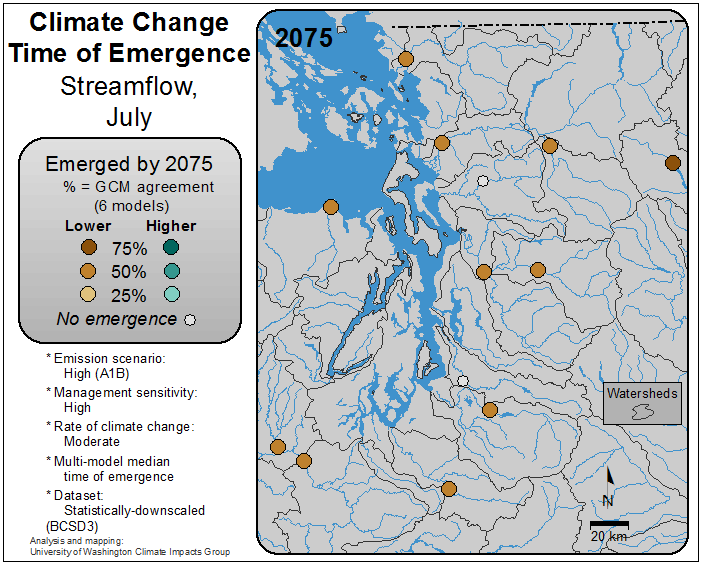 Climate Change
Time of Emergence
Streamflow,
July
Emerged by 2075
% = GCM agreement
(6 models)
Lower Higher
75%
50%
25%
No emergence
* Emission scenario:
High (A1B)
* Management sensitivity:
High
* Rate of climate change:
Moderate
* Multi-model median
time of emergence
* Dataset:
Statistically-downscaled
(BCSD3)
Analysis and mapping:
University of Washington Climate Impacts Group
2075
Watersheds
N
20 km